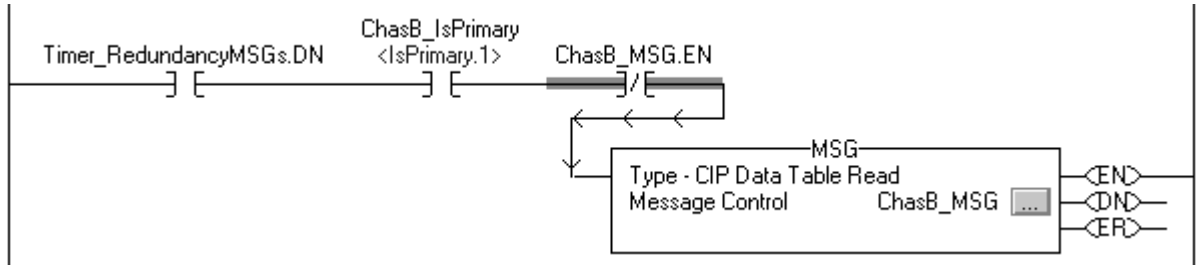 ChasB_IsPrimary
Timer_RedundancyMSGs.DN <IsPrimary.1> ChasB_MSG.EN
MSG
Type - CIP Data Table Read EN
Message Control ChasB_MSG ... DN
ER